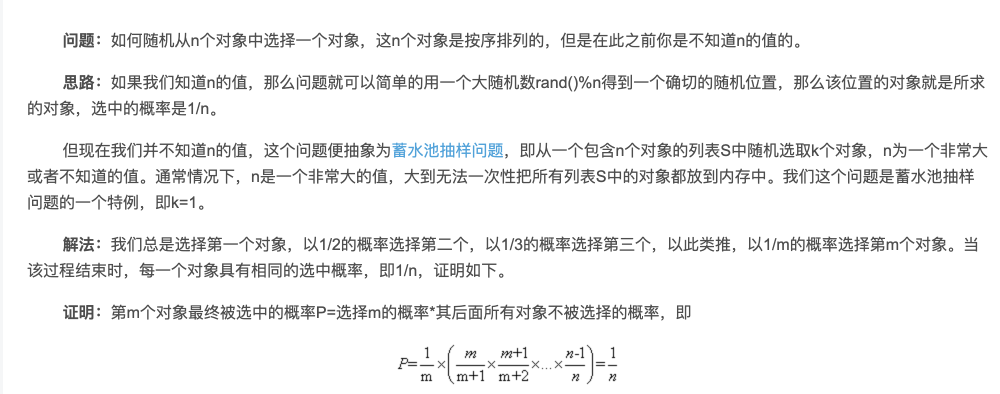 问题：如何随机从n个对象中选择一个对象，这n个对象是按序排列的，但是在此之前你是不知道n的值的。
思路：如果我们知道n的值，那么问题就可以简单的用一个大随机数rand()%n得到一个确切的随机位置，那么该位置的对象就是所求
的对象，选中的概率是1/n。
但现在我们并不知道n的值，这个问题便抽象为蓄水池抽样问题，即从一个包含n个对象的列表S中随机选取k个对象，n为一个非常大
或者不知道的值。通常情况下，n是一个非常大的值，大到无法一次性把所有列表S中的对象都放到内存中。我们这个问题是蓄水池抽样
问题的一个特例，即k=1。
解法：我们总是选择第一个对象，以1/2的概率选择第二个，以1/3的概率选择第三个，以此类推，以1/m的概率选择第m个对象。当
该过程结束时，每一个对象具有相同的选中概率，即1/n，证明如下。
证明：第m个对象最终被选中的概率P=选择m的概率*其后面所有对象不被选择的概率，即
P=1/m×(m/m+1×m+1/m+2×...×n-1/n)=1/n